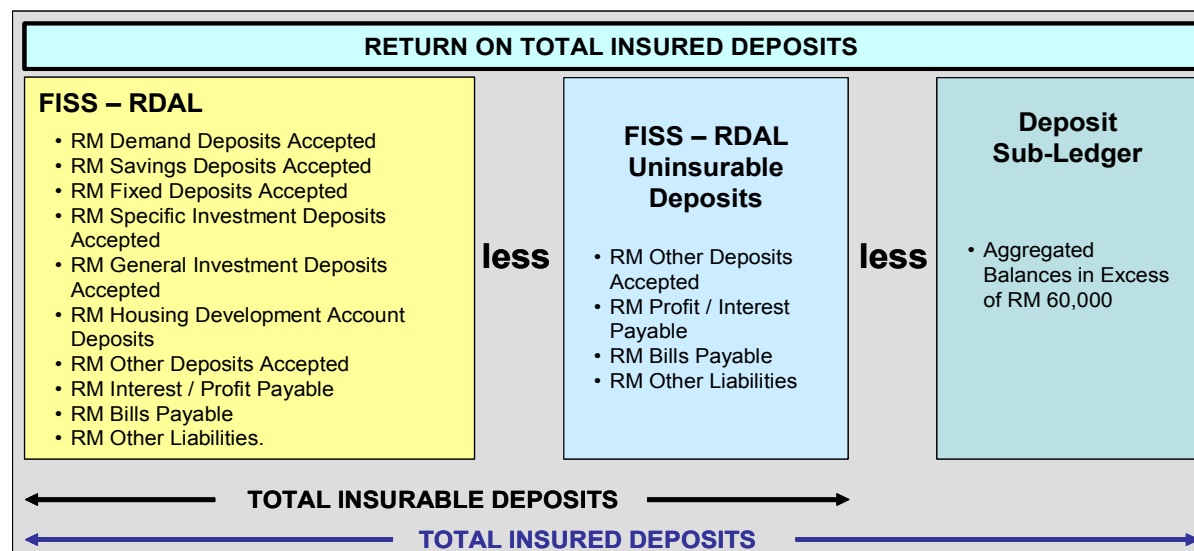 RETURN ON TOTAL INSURED DEPOSITS
FISS – RDAL
• RM Demand Deposits Accepted
• RM Savings Deposits Accepted
• RM Fixed Deposits Accepted
• RM Specific Investment Deposits
Accepted
• RM General Investment Deposits
Accepted
• RM Housing Development Account
Deposits
• RM Other Deposits Accepted
• RM Interest / Profit Payable
• RM Bills Payable
• RM Other Liabilities.
less
FISS – RDAL
Uninsurable
Deposits
• RM Other Deposits
Accepted
• RM Profit / Interest
Payable
• RM Bills Payable
• RM Other Liabilities
less
Deposit
Sub-Ledger
• Aggregated
Balances in Excess
of RM 60,000
TOTAL INSURABLE DEPOSITS
TOTAL INSURED DEPOSITS